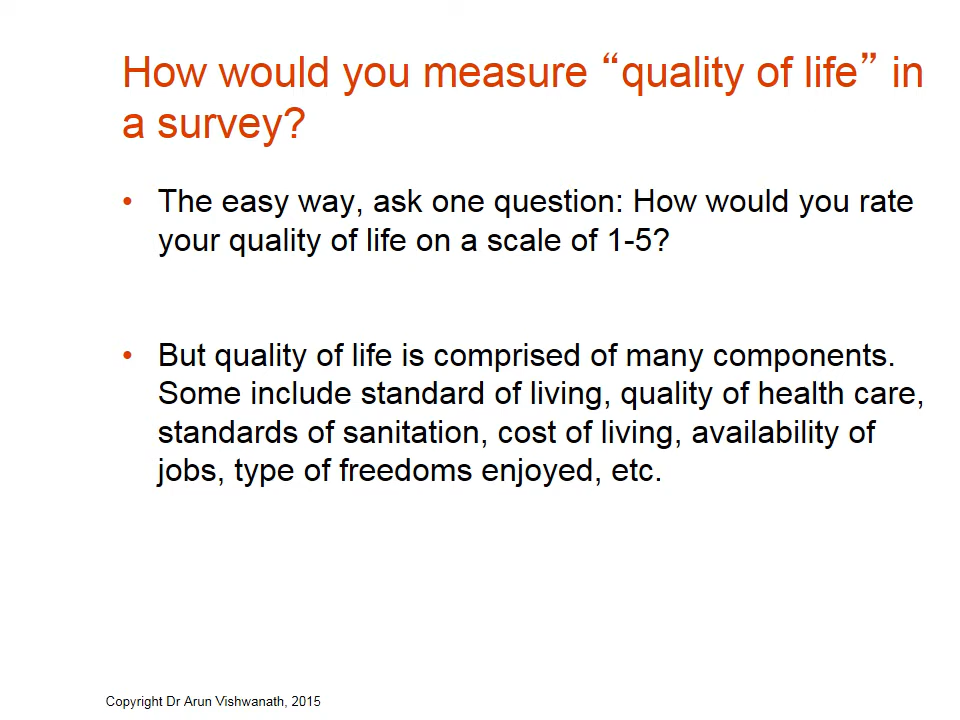 How would you measure “quality of life” in
a survey?
• The easy way, ask one question: How would you rate
your quality of life on a scale of 1-5?
• But quality of life is comprised of many components.
Some include standard of living, quality of health care,
standards of sanitation, cost of living, availability of
jobs, type of freedoms enjoyed, etc.
Copyright Dr Arun Vishwanath, 2015